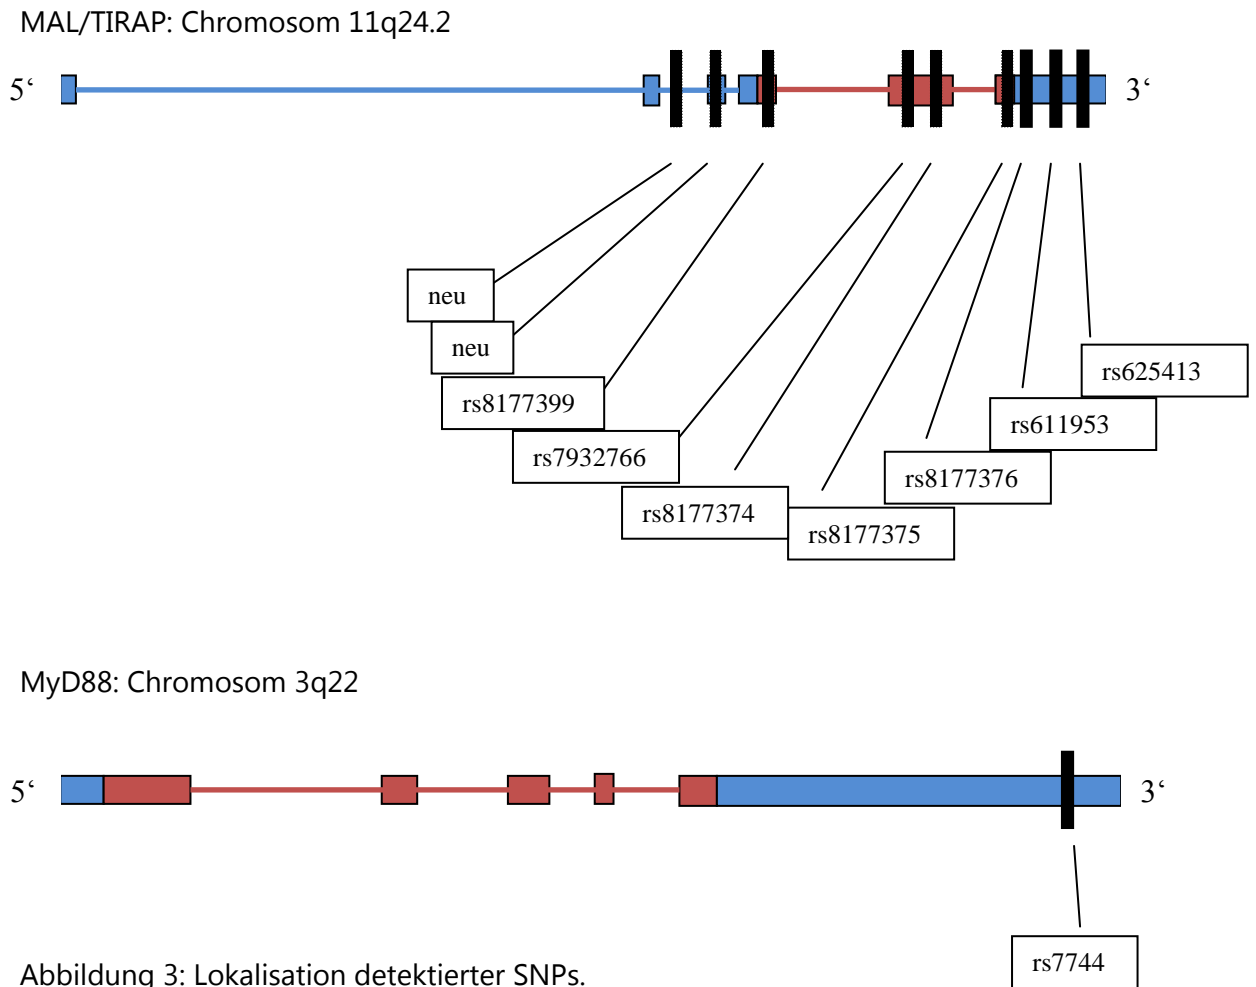 MAL/TIRAP: Chromosom 11q24.2
5‘ 3‘
neu
neu
rs8177399
rs7932766
rs8177374
rs8177375
rs8177376
rs611953
rs625413
MyD88: Chromosom 3q22
5‘ 3‘
rs7744
Abbildung 3: Lokalisation detektierter SNPs.